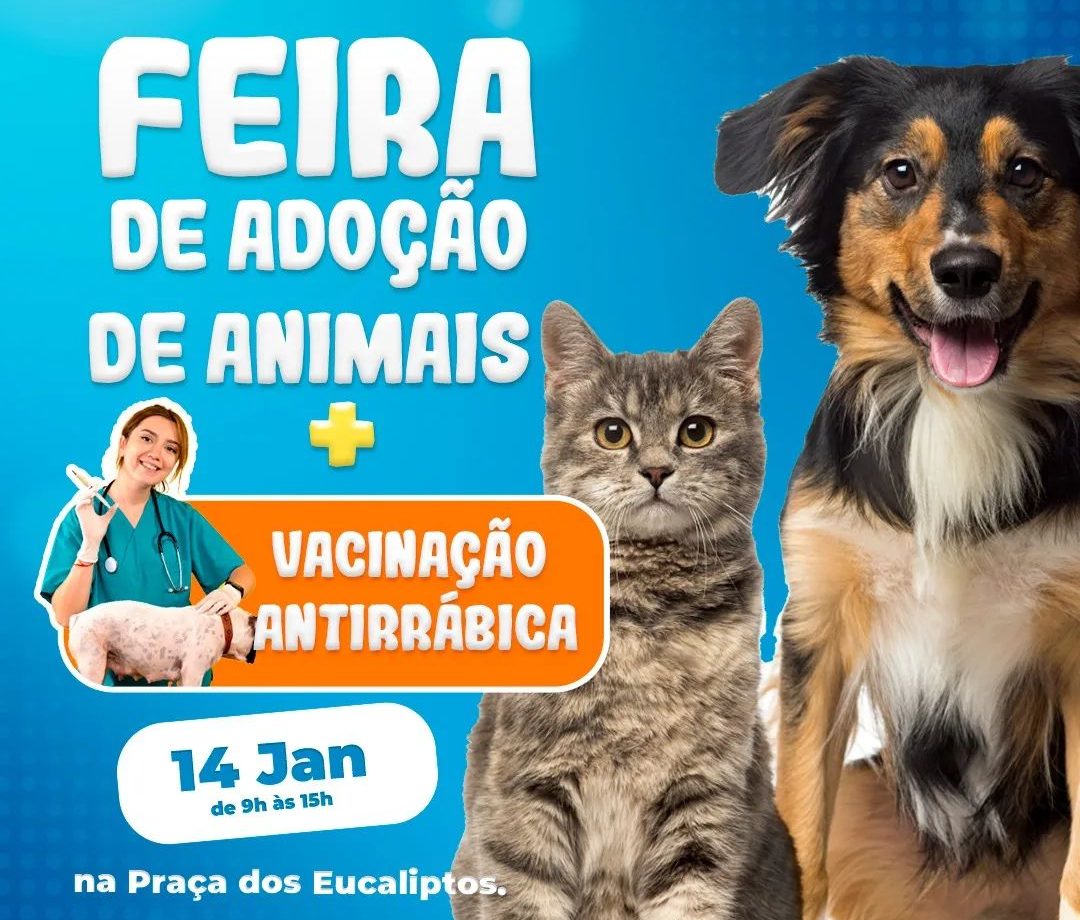 FEIRA
DE ADOÇÃO
DE ANIMAIS
+
VACINAÇÃO
ANTIRRÁBICA
14 Jan
de 9h às 15h
na Praça dos Eucaliptos.